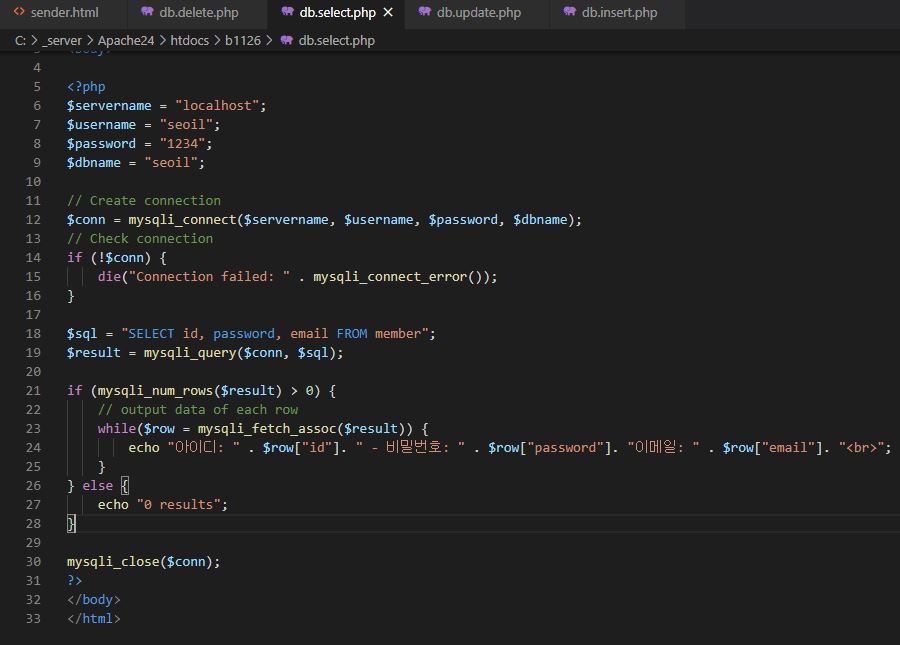 sender.html db.delete.php db.select.php db.update.php db.insert.php
C: > _server > Apache24 > htdocs > b1126 > db.select.php
3 <body>
4
5 <?php
6 $servername = "localhost";
7 $username = "seoil";
8 $password = "1234";
9 $dbname = "seoil";
10
11 // Create connection
12 $conn = mysqli_connect($servername, $username, $password, $dbname);
13 // Check connection
14 if (!$conn) {
15     die("Connection failed: " . mysqli_connect_error());
16 }
17
18 $sql = "SELECT id, password, email FROM member";
19 $result = mysqli_query($conn, $sql);
20
21 if (mysqli_num_rows($result) > 0) {
22     // output data of each row
23     while($row = mysqli_fetch_assoc($result)) {
24         echo "아이디: " . $row["id"]. " - 비밀번호: " . $row["password"]. "이메일: " . $row["email"]. "<br>";
25     }
26 } else {
27     echo "0 results";
28 }
29
30 mysqli_close($conn);
31 ?>
32 </body>
33 </html>